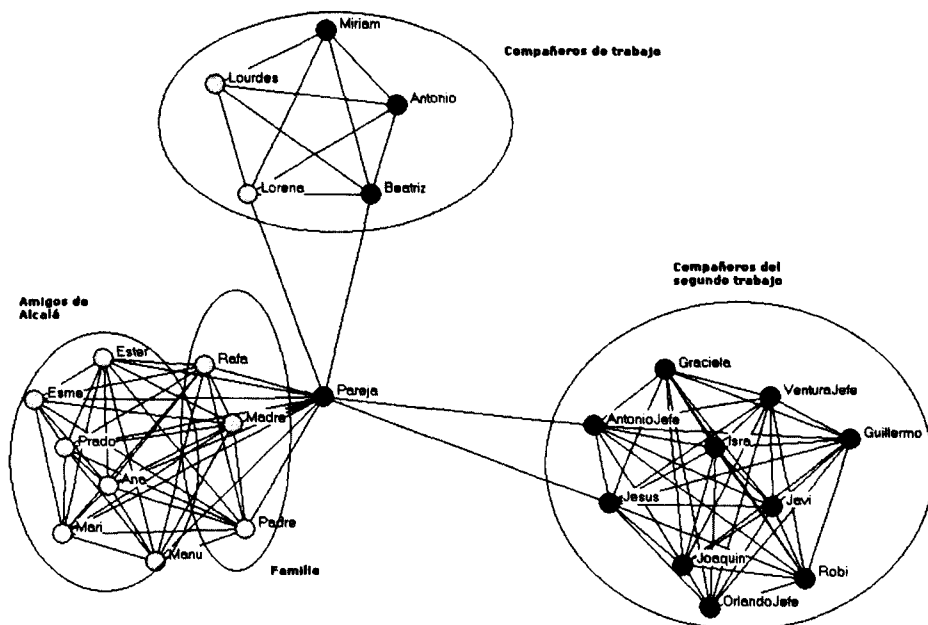 Miriam
Compañeros de trabajo
Lourdes
Antonio
Lorena
Beatriz
Compañeros del
segundo trabajo
Amigos de
Alcalá
Ester
Rafa
Graciela
Esme
Pareja
VenturaJefe
Madre
AntonioJefe
Guillermo
Prado
Isra
Ana
Jesus
Javi
Mari
Padre
Manu
Joaquin
Familia
Robi
OrlandoJefe